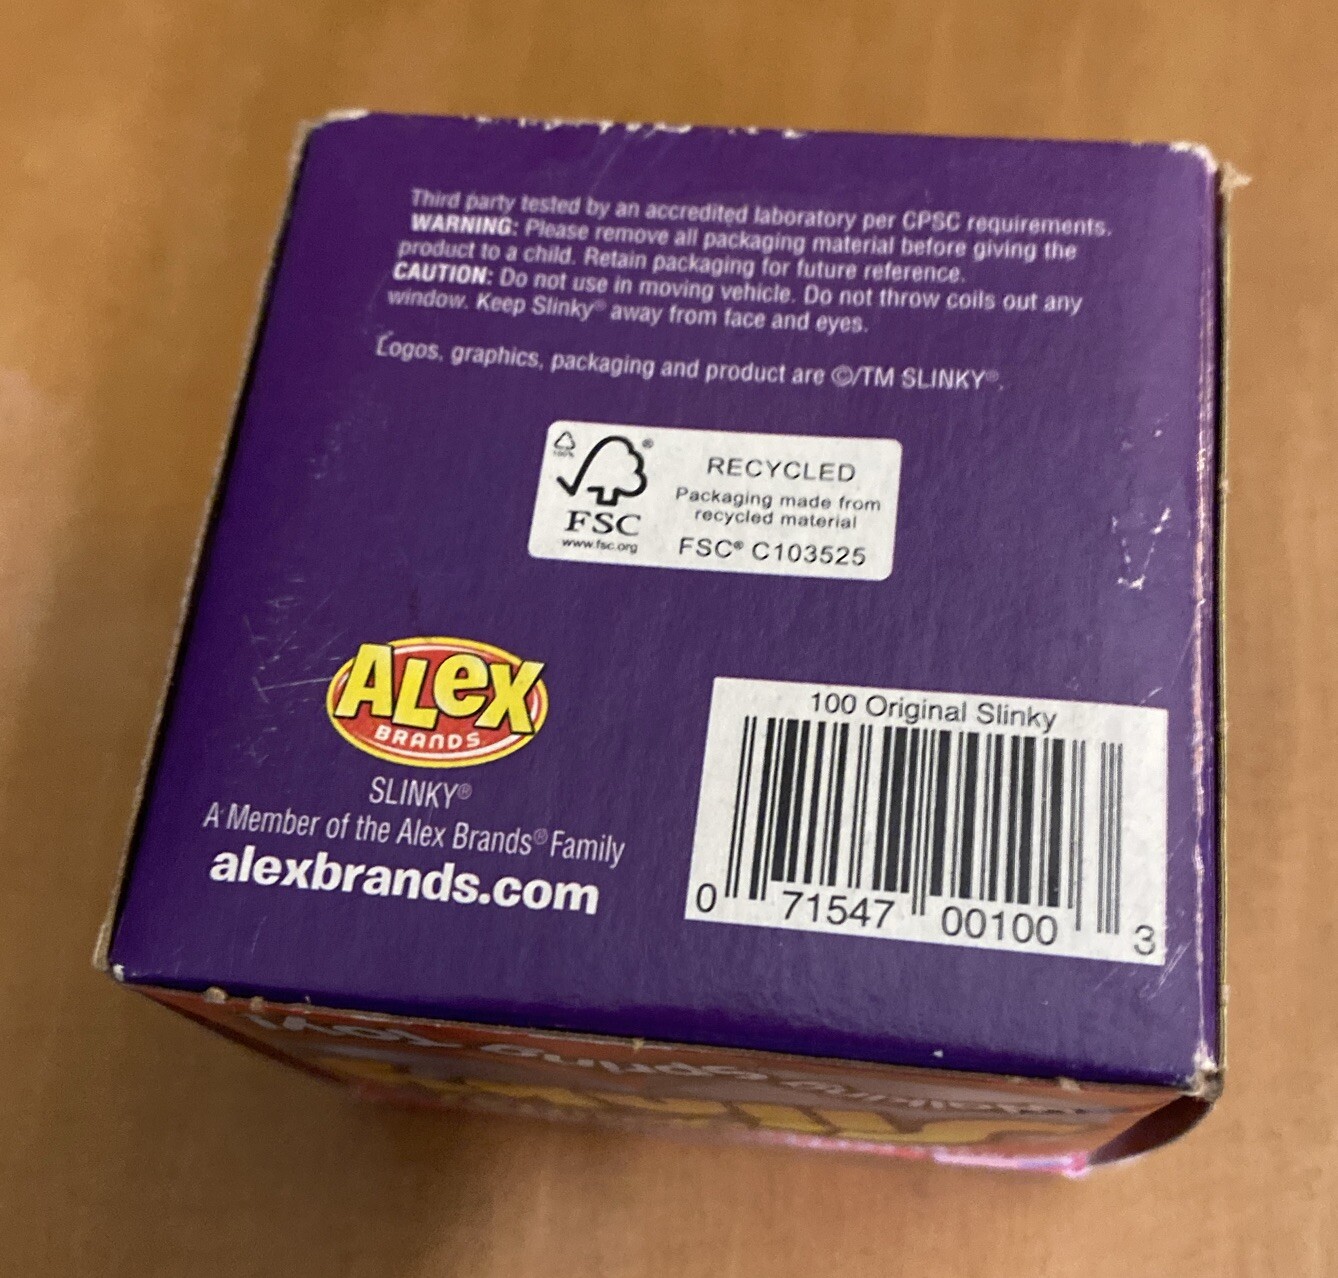 Third party tested by an accredited laboratory per CPSC requirements.
WARNING: Please remove all packaging material before giving the
product to a child. Retain packaging for future reference.
CAUTION: Do not use in moving vehicle. Do not throw coils out any
window. Keep Slinky® away from face and eyes.
Logos, graphics, packaging and product are ©/TM SLINKY®.
100%
FSC®
www.fsc.org
RECYCLED
Packaging made from
recycled material
FSC® C103525
ALEX
BRANDS
SLINKY®
A Member of the Alex Brands® Family
alexbrands.com
100 Original Slinky
0 71547 00100 3